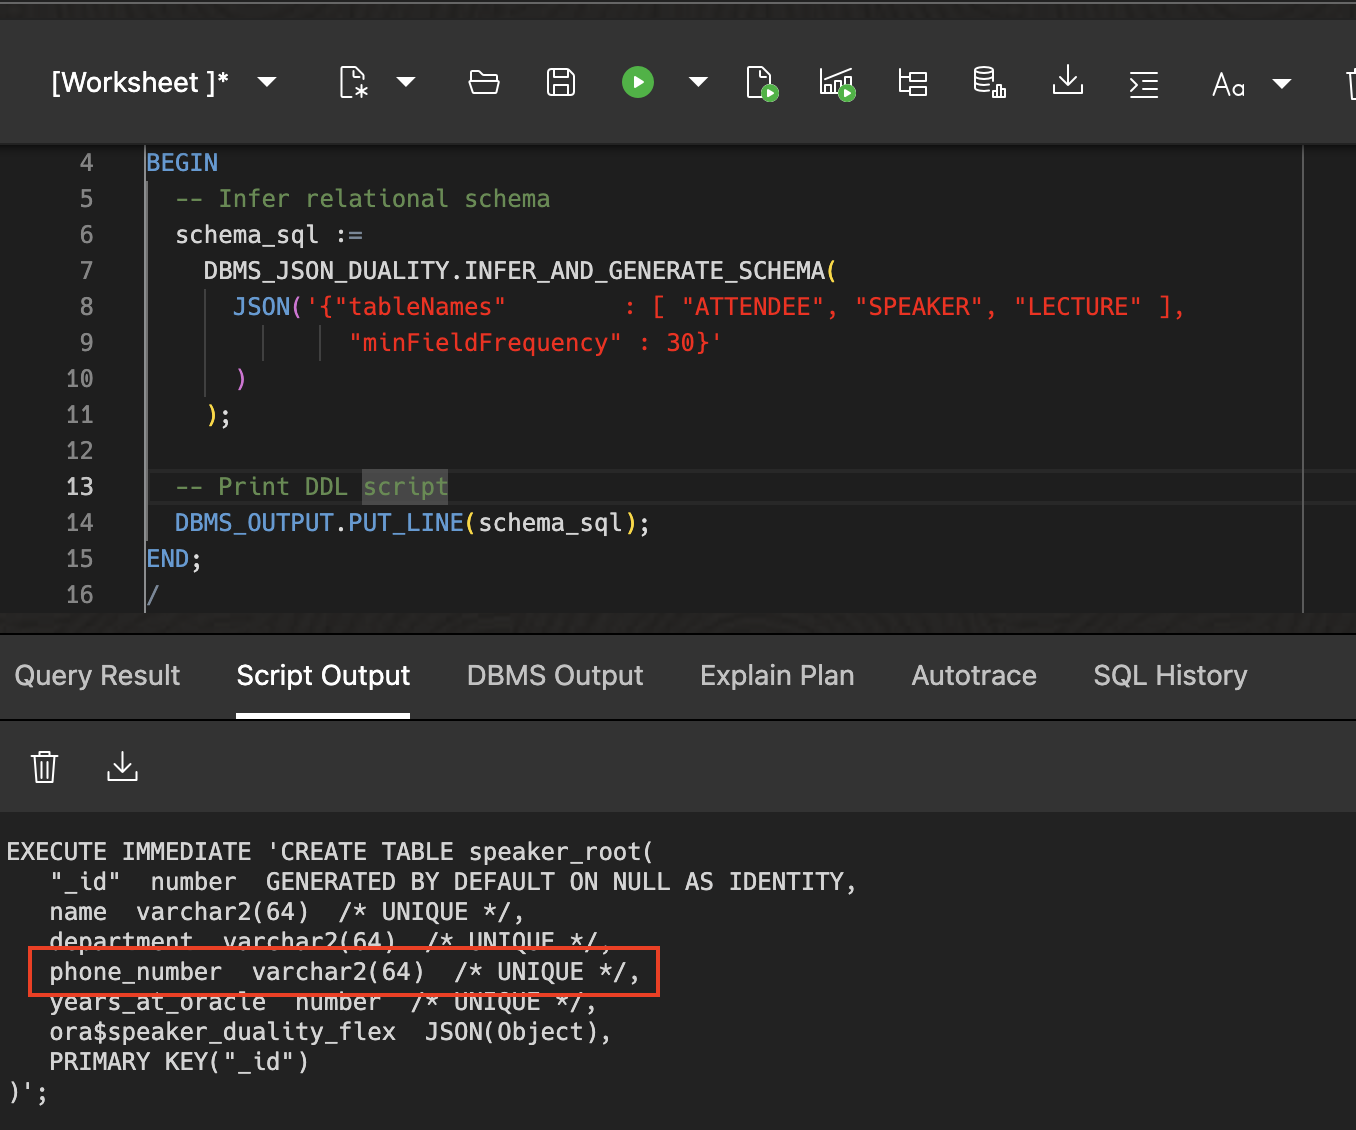 [Worksheet ]*
Aa
4 BEGIN
5 -- Infer relational schema
6 schema_sql :=
7 DBMS_JSON_DUALITY.INFER_AND_GENERATE_SCHEMA(
8 JSON('{"tableNames" : [ "ATTENDEE", "SPEAKER", "LECTURE" ],
9 "minFieldFrequency" : 30}'
10 )
11 );
12
13 -- Print DDL script
14 DBMS_OUTPUT.PUT_LINE(schema_sql);
15 END;
16 /
Query Result Script Output DBMS Output Explain Plan Autotrace SQL History
EXECUTE IMMEDIATE 'CREATE TABLE speaker_root(
"_id" number GENERATED BY DEFAULT ON NULL AS IDENTITY,
name varchar2(64) /* UNIQUE */,
department varchar2(64) /* UNIQUE */,
phone_number varchar2(64) /* UNIQUE */,
years_at_oracle number /* UNIQUE */,
ora$speaker_duality_flex JSON(Object),
PRIMARY KEY("_id")
)';